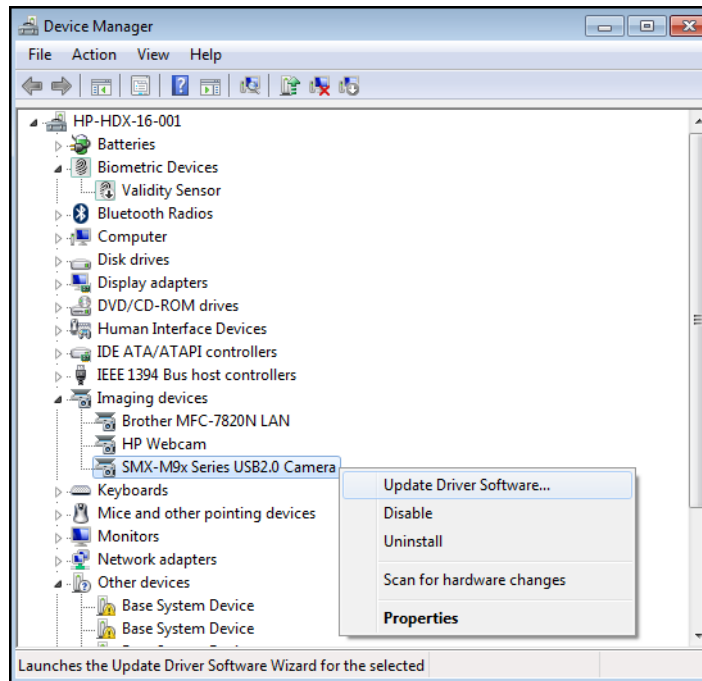 Device Manager
File Action View Help
HP-HDX-16-001
Batteries
Biometric Devices
Validity Sensor
Bluetooth Radios
Computer
Disk drives
Display adapters
DVD/CD-ROM drives
Human Interface Devices
IDE ATA/ATAPI controllers
IEEE 1394 Bus host controllers
Imaging devices
Brother MFC-7820N LAN
HP Webcam
SMX-M9x Series USB2.0 Camera
Keyboards
Mice and other pointing devices
Monitors
Network adapters
Other devices
Base System Device
Base System Device
Update Driver Software...
Disable
Uninstall
Scan for hardware changes
Properties
Launches the Update Driver Software Wizard for the selected